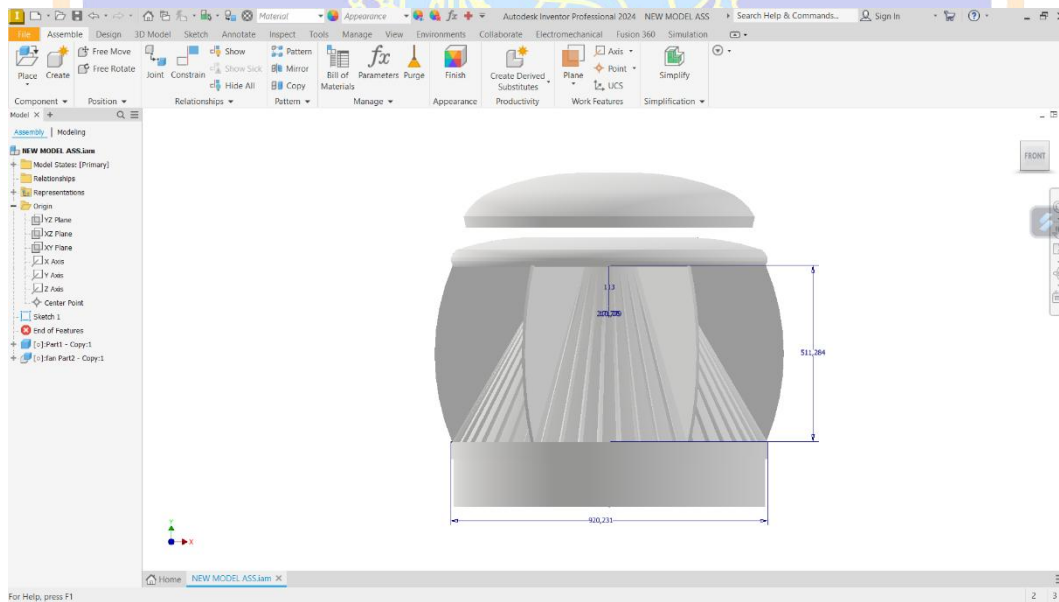 Material
Appearance
Autodesk Inventor Professional 2024 NEW MODEL ASS
Search Help & Commands...
Sign In
File Assemble Design 3D Model Sketch Annotate Inspect Tools Manage View Environments Collaborate Electromechanical Fusion 360 Simulation
Free Move
Show
Pattern
Axis
Free Rotate
Show Sick
Mirror
Point
Place Create
Joint Constrain
Hide All
Copy
Bill of Materials
Parameters Purge
Finish
Create Derived Substitutes
Plane
UCS
Simplify
Component Position Relationships Pattern Manage Appearance Productivity Work Features Simplification
Model
Assembly | Modeling
NEW MODEL ASS.iam
Model States: [Primary]
Relationships
Representations
Origin
YZ Plane
XZ Plane
XY Plane
X Axis
Y Axis
Z Axis
Center Point
Sketch 1
End of Features
[o]:Part1 - Copy:1
[o]:fan Part2 - Copy:1
FRONT
113
511,284
920,231
Y
X
Home NEW MODEL ASS.iam
For Help, press F1
2 3